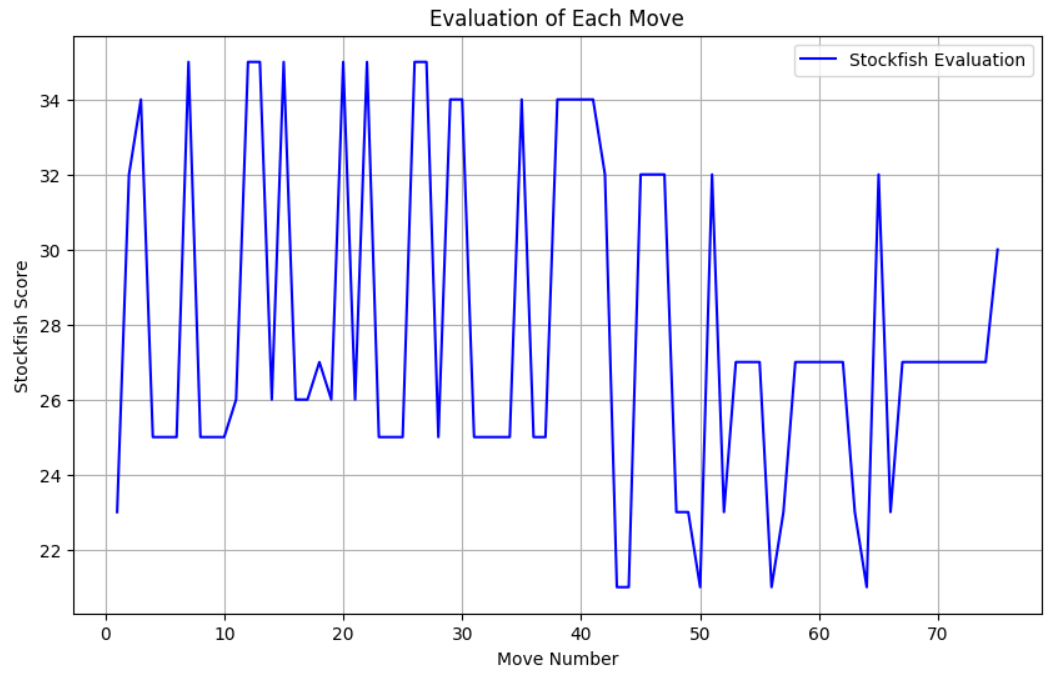 Evaluation of Each Move
Stockfish Evaluation
Stockfish Score
34
32
30
28
26
24
22
0 10 20 30 40 50 60 70
Move Number